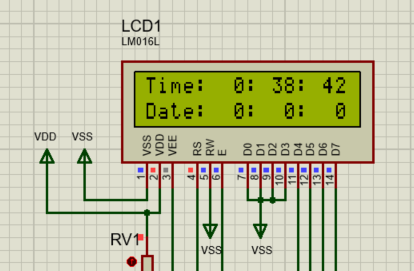 LCD1
LM016L
Time: 0: 38: 42
Date: 0: 0: 0
VDD VSS
VSS VDD VEE RS RW E D0 D1 D2 D3 D4 D5 D6 D7
1 2 3 4 5 6 7 8 9 10 11 12 13 14
RV1
VSS VSS